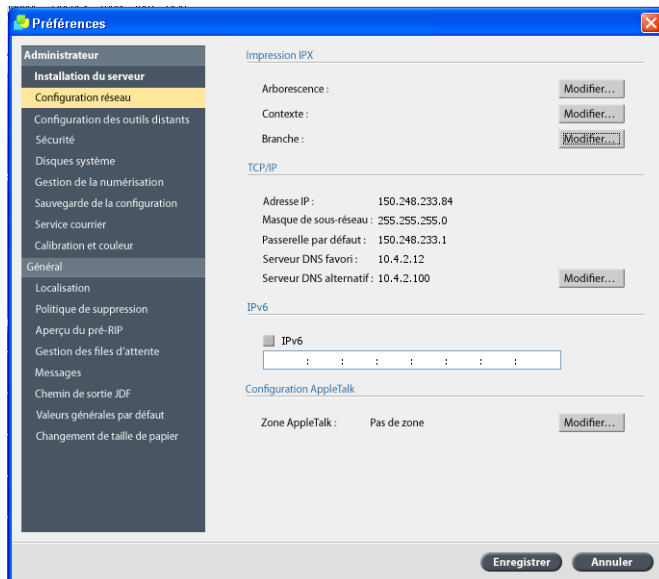 Préférences
Administrateur
Installation du serveur
Configuration réseau
Configuration des outils distants
Sécurité
Disques système
Gestion de la numérisation
Sauvegarde de la configuration
Service courrier
Calibration et couleur
Général
Localisation
Politique de suppression
Aperçu du pré-RIP
Gestion des files d'attente
Messages
Chemin de sortie JDF
Valeurs générales par défaut
Changement de taille de papier
Impression IPX
Arborescence : Modifier...
Contexte : Modifier...
Branche : Modifier...
TCP/IP
Adresse IP : 150.248.233.84
Masque de sous-réseau : 255.255.255.0
Passerelle par défaut : 150.248.233.1
Serveur DNS favori : 10.4.2.12
Serveur DNS alternatif : 10.4.2.100 Modifier...
IPv6
IPv6
: : : : : : :
Configuration AppleTalk
Zone AppleTalk : Pas de zone Modifier...
Enregistrer Annuler